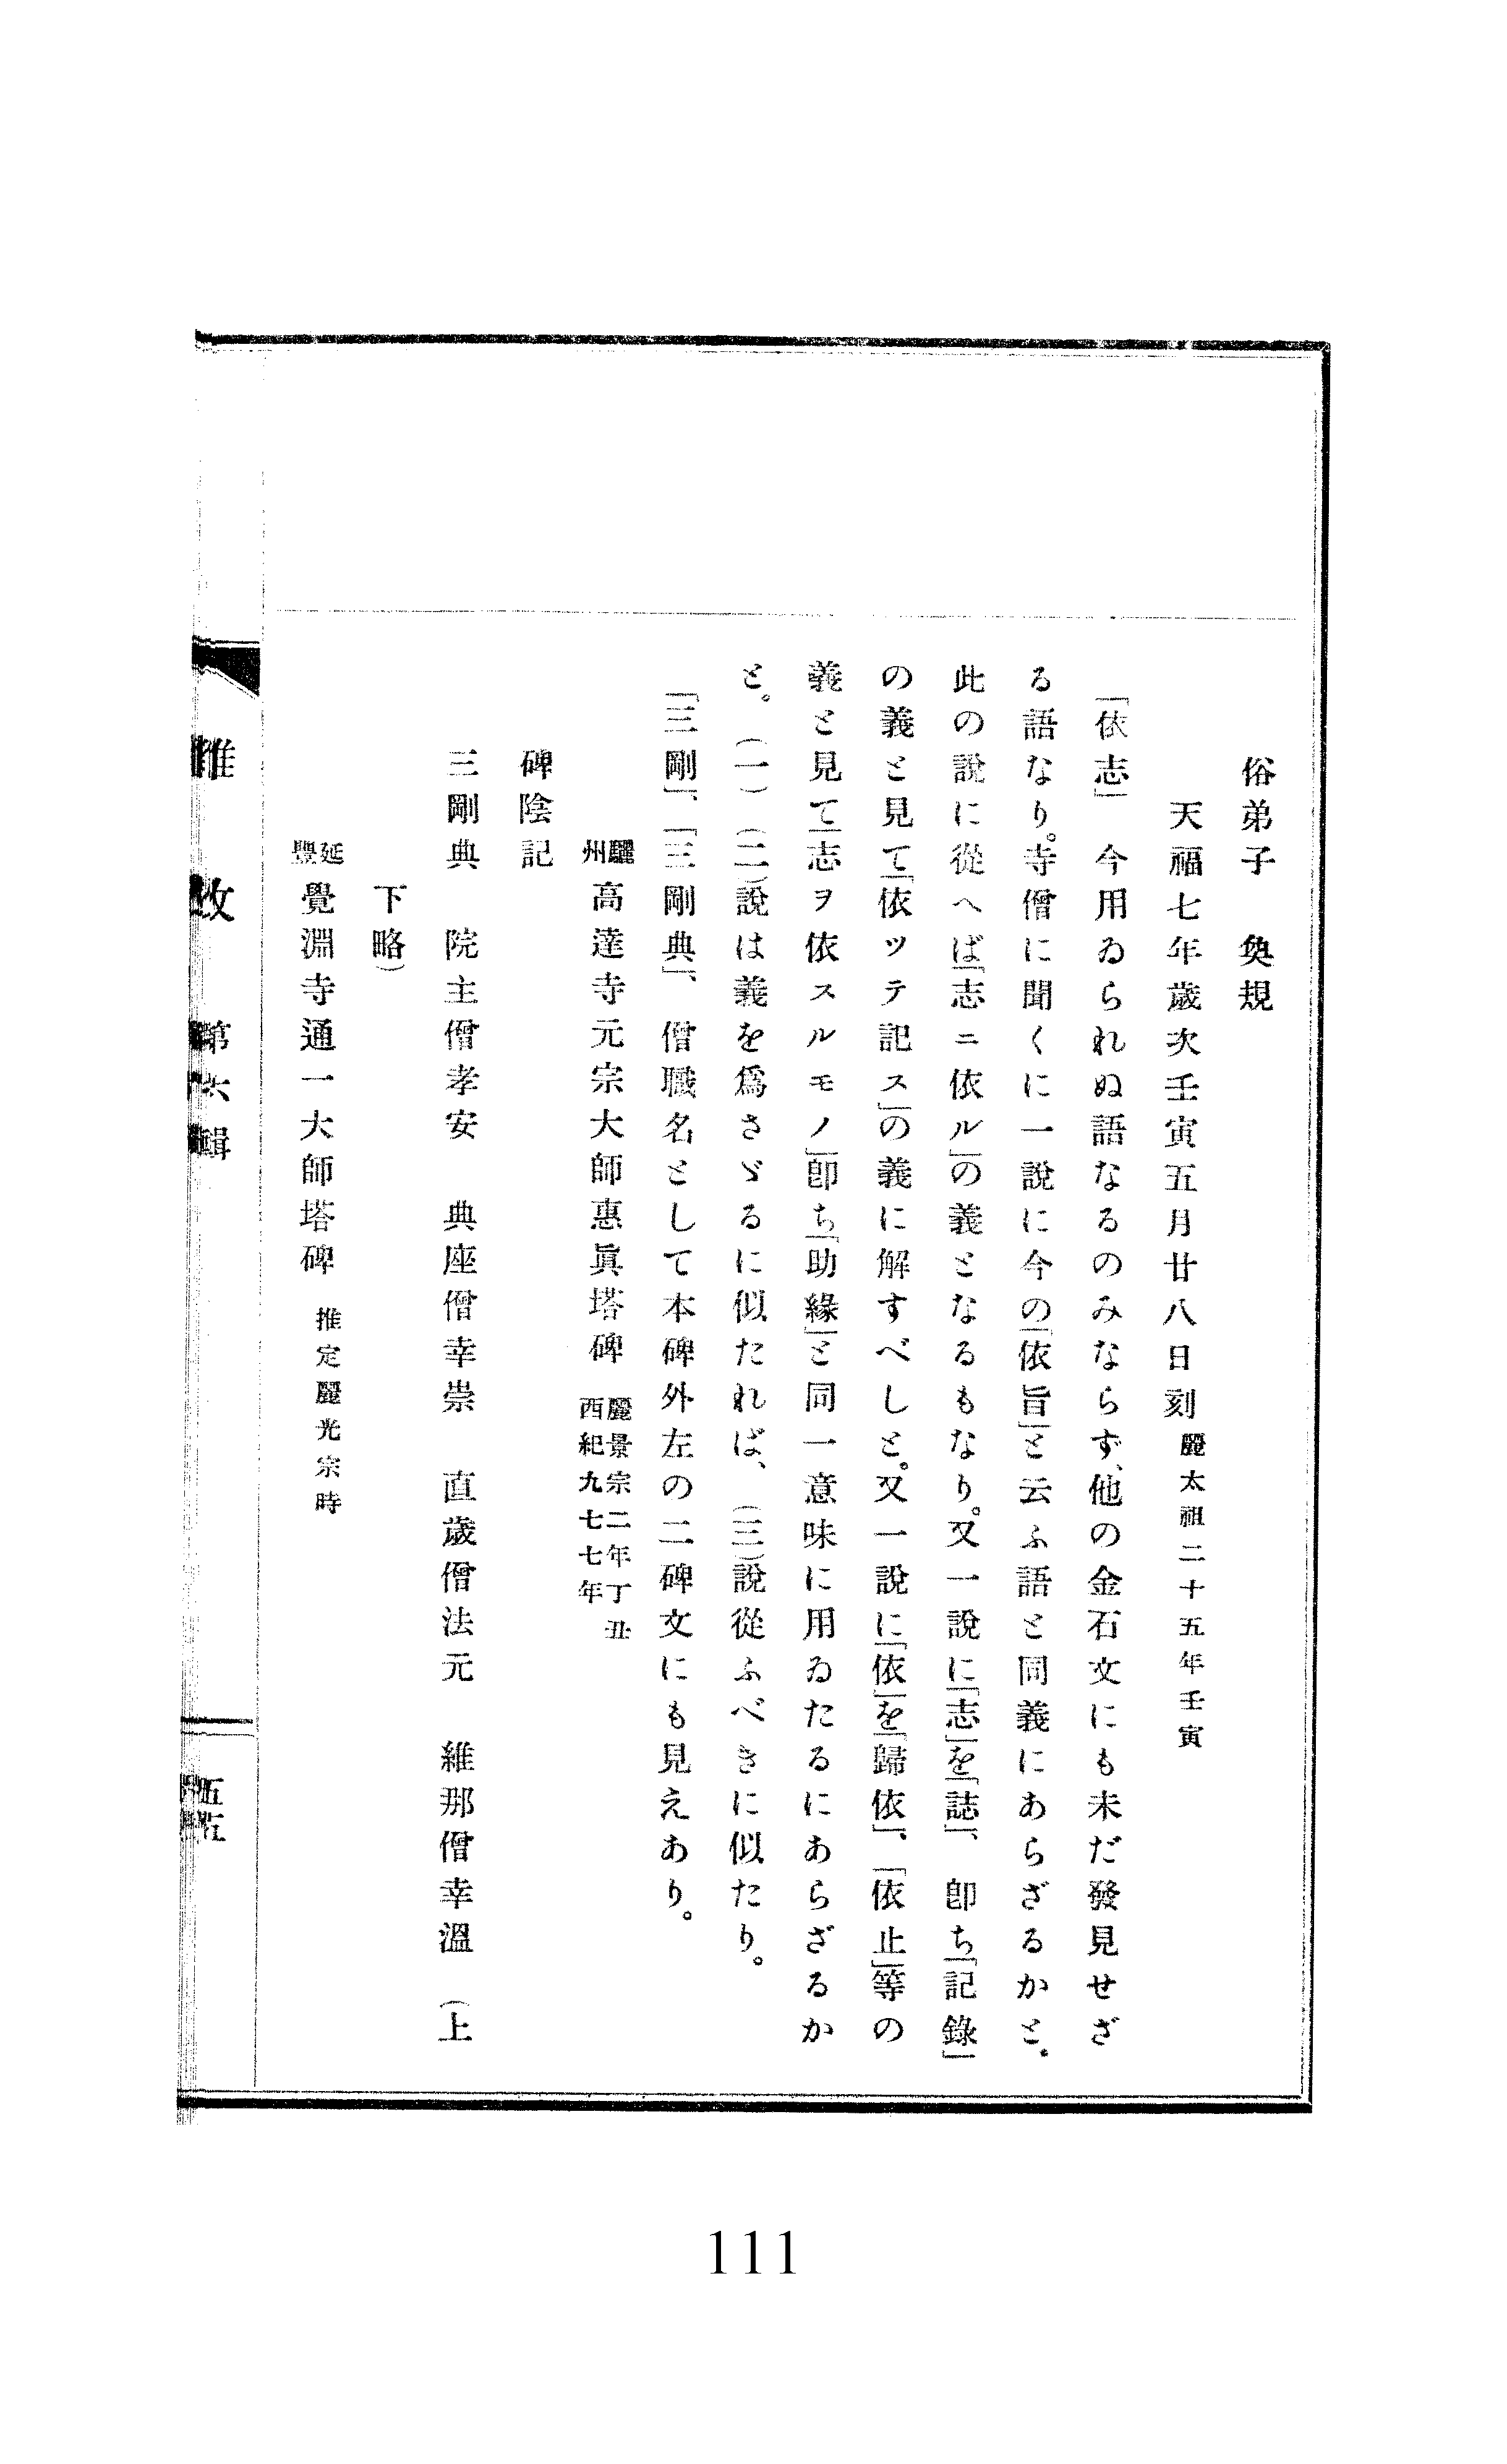 俗弟子　奐規
天福七年歲次壬寅五月廿八日刻 麗太祖二十五年壬寅
「依志」　今用ゐられぬ語なるのみならず、他の金石文にも未だ發見せざ
る語なり。寺僧に聞くに一說に今の「依旨」と云ふ語と同義にあらざるかと。
此の說に從へば「志ニ依ル」の義となるもなり。又一說に「志」を「誌」、卽ち「記錄」
の義と見て「依ツテ記ス」の義に解すべしと。又一說に「依」を「歸依」、「依止」等の
義と見て「志ヲ依スルモノ」卽ち「助緣」と同一意味に用ゐたるにあらざるか
と。（一）（二）說は義を爲さゞるに似たれば、（三）說從ふべきに似たり。
「三剛」、「三剛典」、僧職名として本碑外左の二碑文にも見えあり。
驪州 高達寺元宗大師惠眞塔碑 麗景宗二年丁丑 西紀九七七年
碑陰記
三剛典　院主僧孝安　典座僧幸崇　直歲僧法元　維那僧幸溫　（上
下略）
延豐 覺淵寺通一大師塔碑 推定麗光宗時
雅攷　第六輯　五五
111